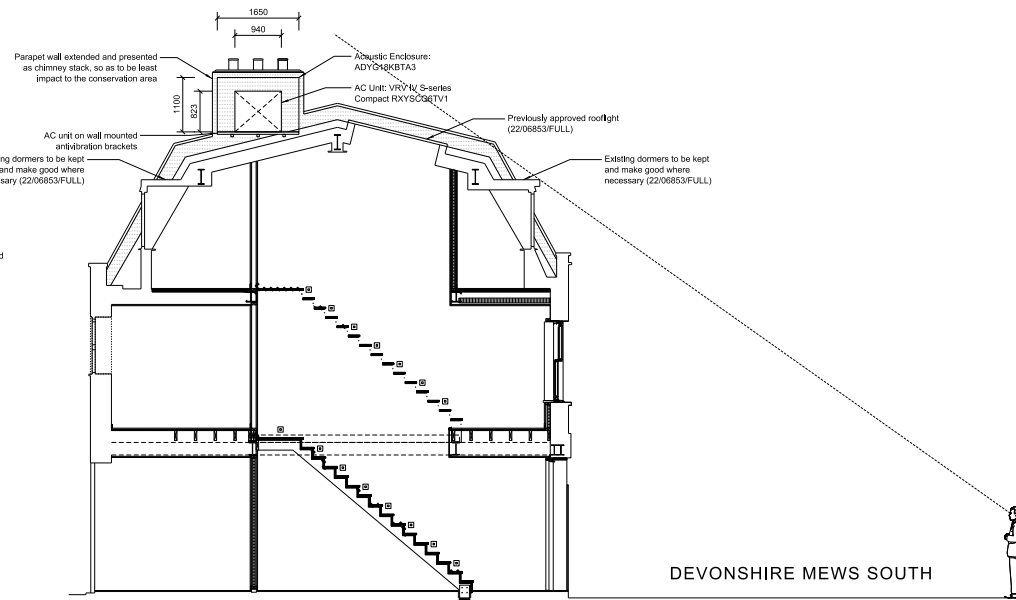 1650
940
Parapet wall extended and presented
as chimney stack, so as to be least
impact to the conservation area
Acoustic Enclosure:
ADYG18KBTA3
1100
823
AC Unit: VRV IV S-series
Compact RXYSCG6TV1
AC unit on wall mounted
antivibration brackets
Previously approved rooflight
(22/06853/FULL)
dormers to be kept
and make good where
(22/06853/FULL)
Existing dormers to be kept
and make good where
necessary (22/06853/FULL)
DEVONSHIRE MEWS SOUTH